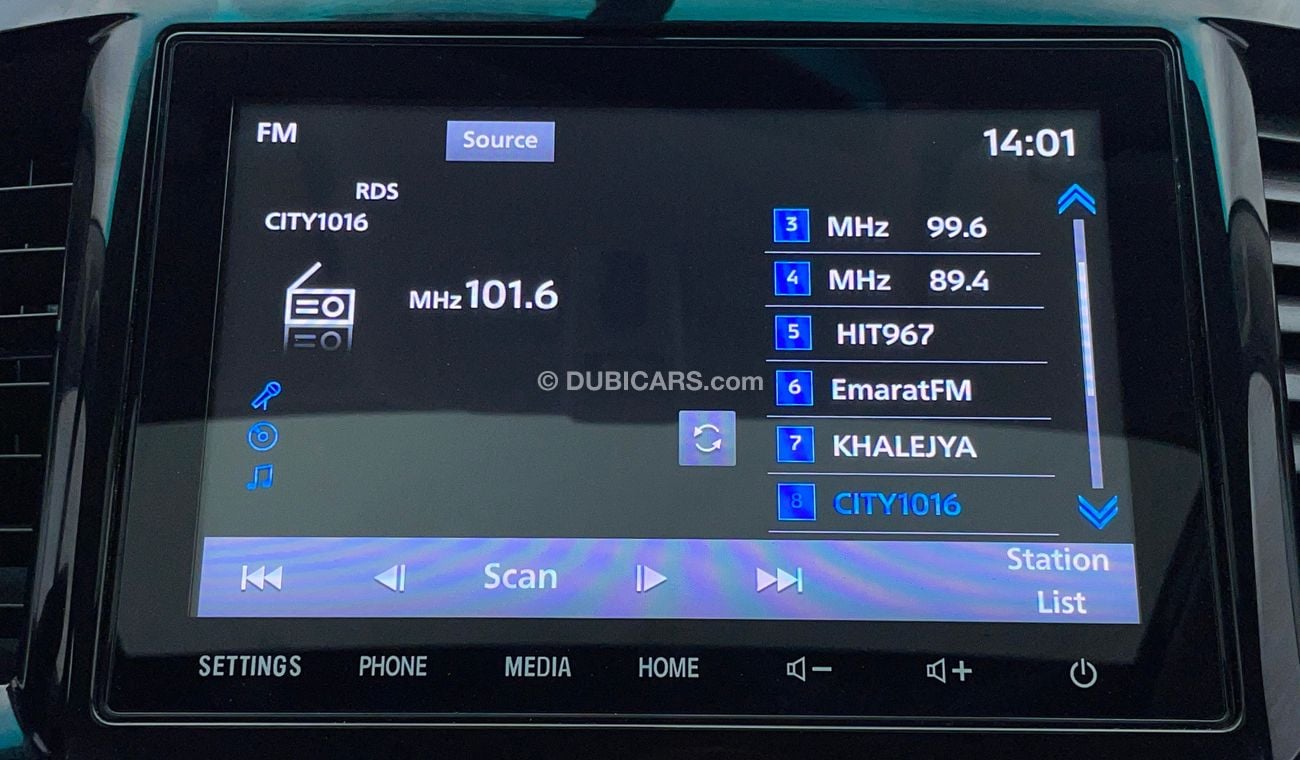 FM
Source
14:01
RDS
CITY1016
MHz 101.6
3 MHz 99.6
4 MHz 89.4
5 HIT967
6 EmaratFM
7 KHALEJYA
8 CITY1016
© DUBICARS.com
Scan
Station
List
SETTINGS PHONE MEDIA HOME